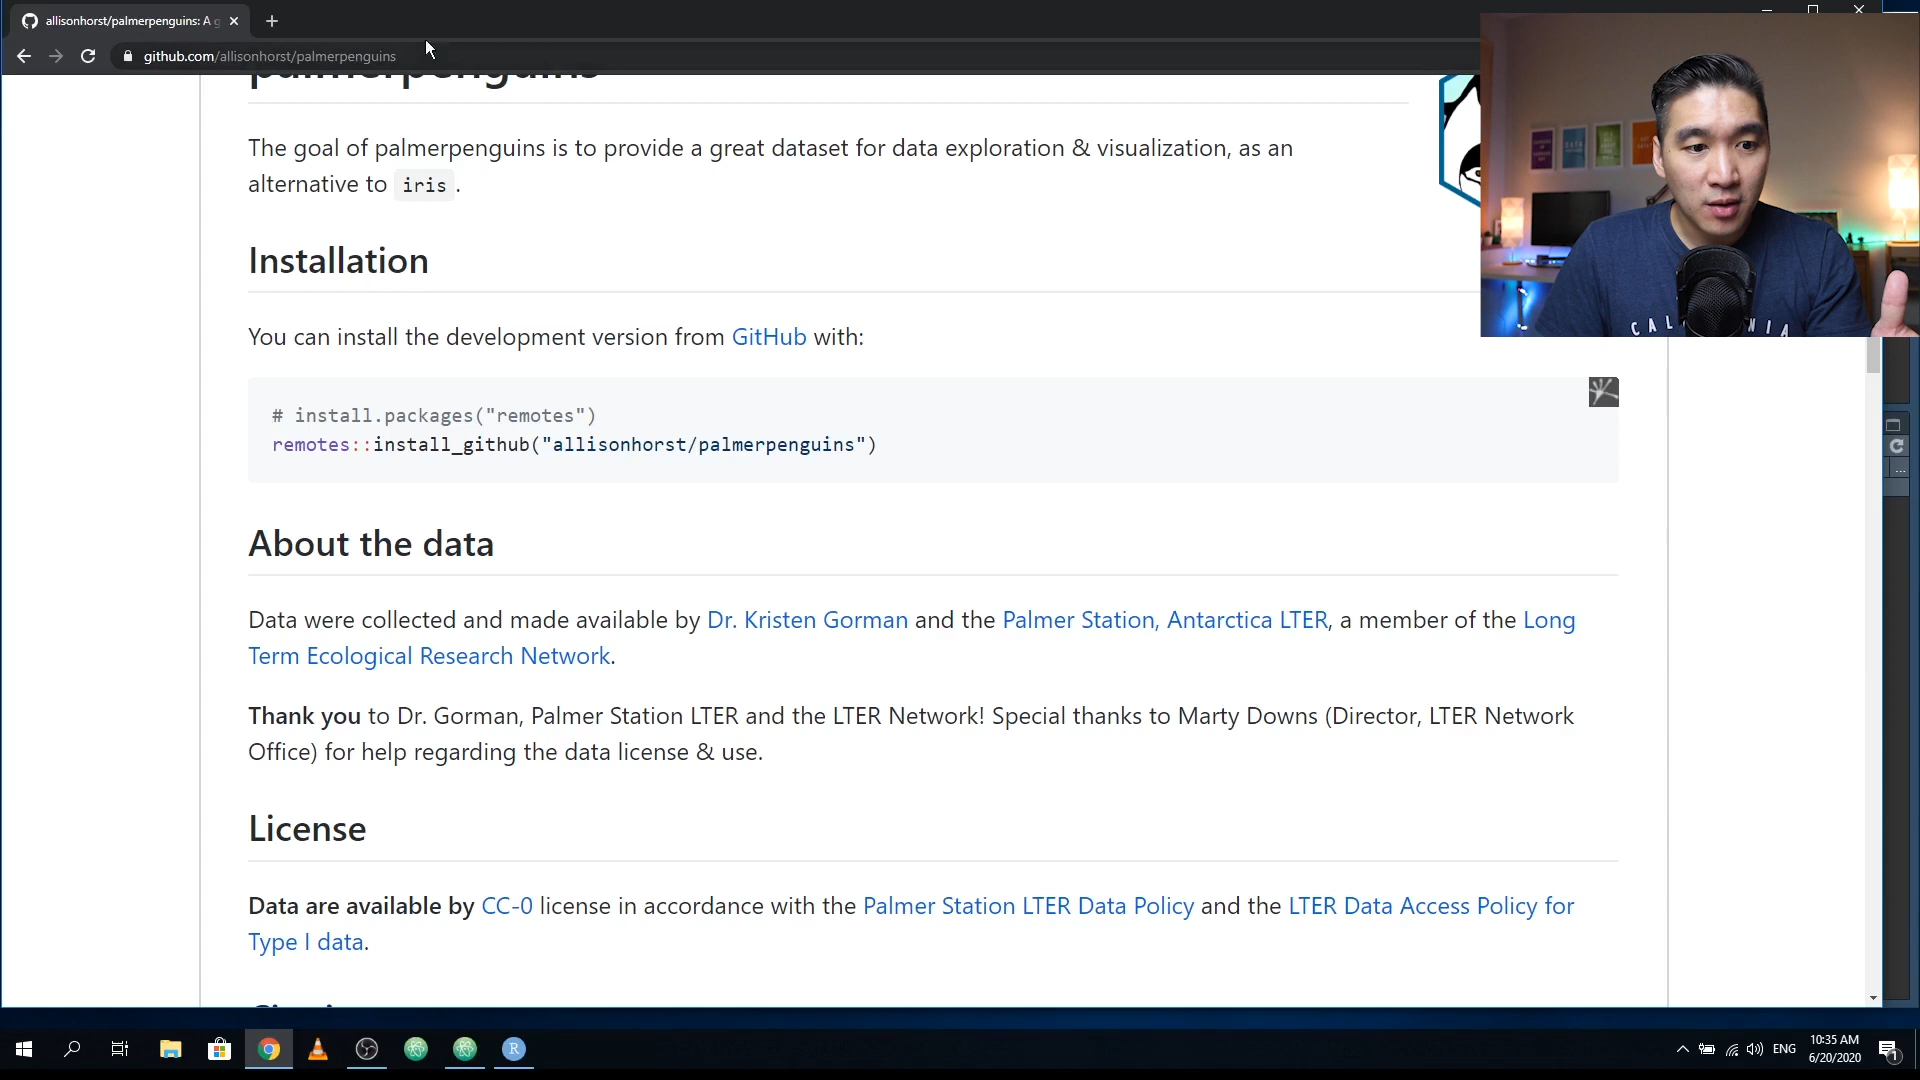 allisonhorst/palmerpenguins: A g
github.com/allisonhorst/palmerpenguins
palmerpenguins
The goal of palmerpenguins is to provide a great dataset for data exploration & visualization, as an
alternative to iris.
Installation
You can install the development version from GitHub with:
# install.packages("remotes")
remotes::install_github("allisonhorst/palmerpenguins")
About the data
Data were collected and made available by Dr. Kristen Gorman and the Palmer Station, Antarctica LTER, a member of the Long
Term Ecological Research Network.
Thank you to Dr. Gorman, Palmer Station LTER and the LTER Network! Special thanks to Marty Downs (Director, LTER Network
Office) for help regarding the data license & use.
License
Data are available by CC-0 license in accordance with the Palmer Station LTER Data Policy and the LTER Data Access Policy for
Type I data.
ENG
10:35 AM
6/20/2020
1
R